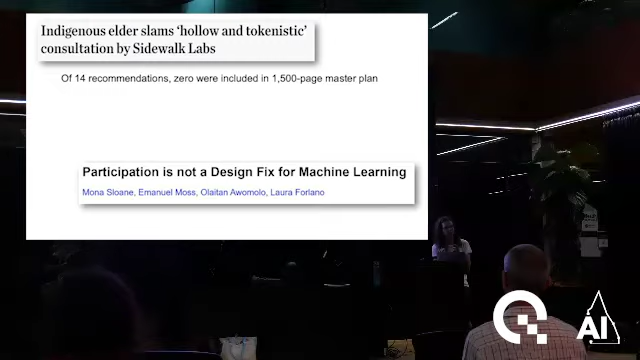 Indigenous elder slams ‘hollow and tokenistic’
consultation by Sidewalk Labs
Of 14 recommendations, zero were included in 1,500-page master plan
Participation is not a Design Fix for Machine Learning
Mona Sloane, Emanuel Moss, Olaitan Awomolo, Laura Forlano
AI